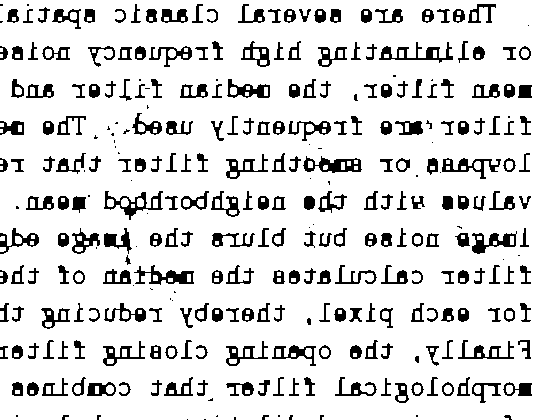 There are several classic spatial
or eliminating high frequency noise
mean filter, the median filter and
filter are frequently used. The me
lowpass or smoothing filter that re
values with the neighborhood mean.
image noise but blurs the image edg
filter calculates the median of the
for each pixel, thereby reducing th
Finally, the opening closing filter
morphological filter that combines